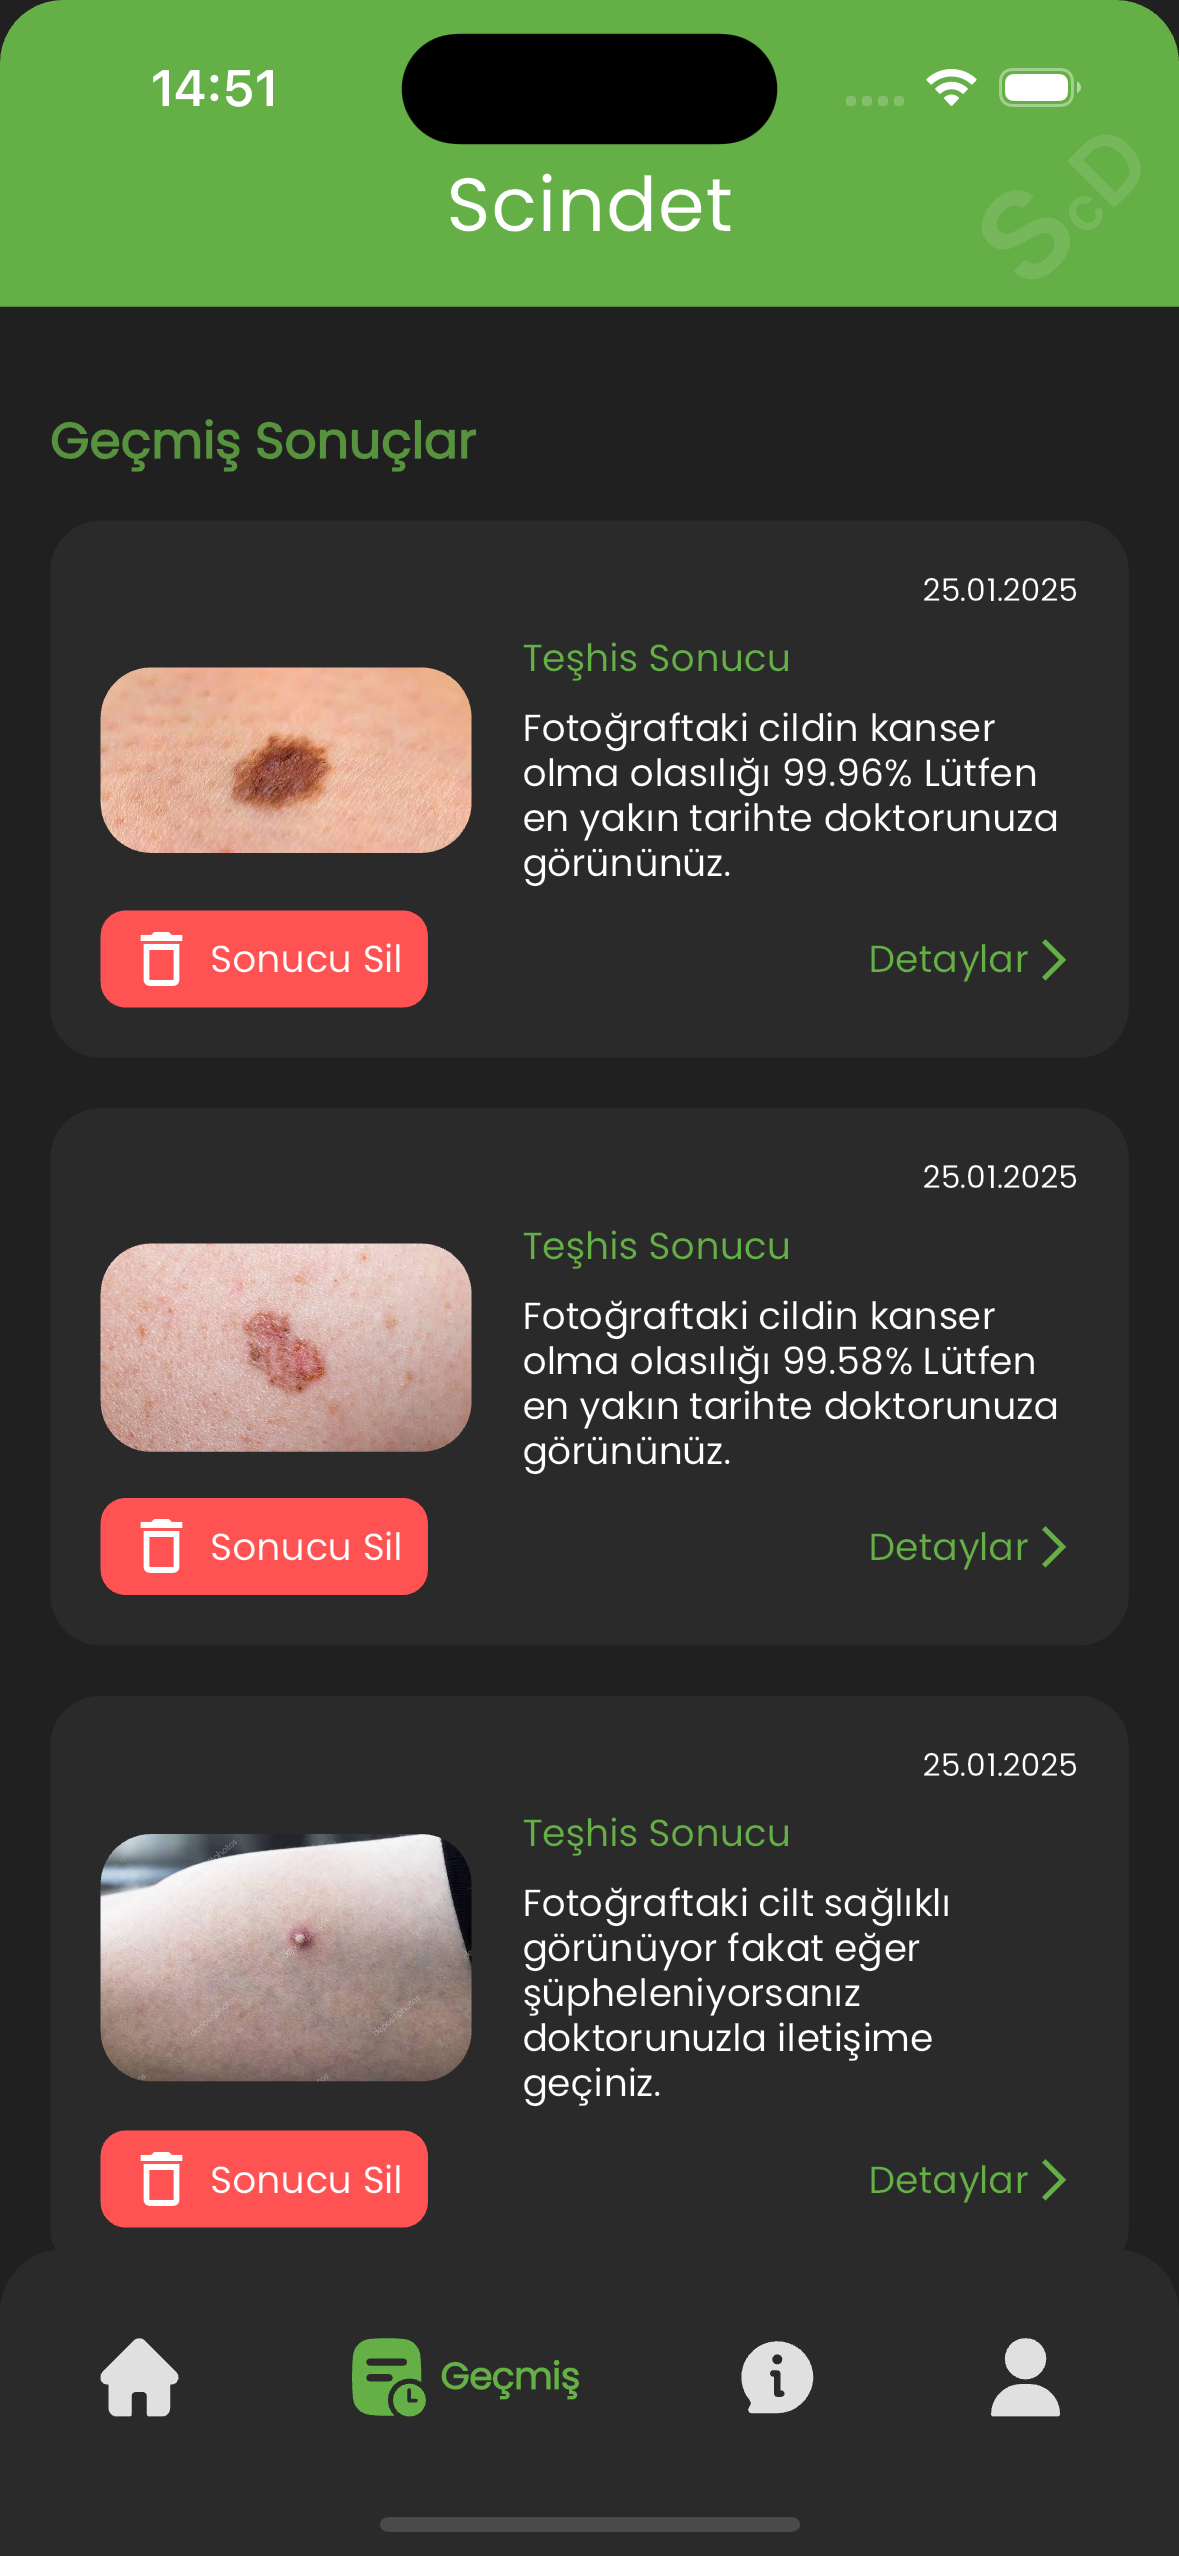 14:51
Scindet
ScD
Geçmiş Sonuçlar
25.01.2025
Teşhis Sonucu
Fotoğraftaki cildin kanser
olma olasılığı 99.96% Lütfen
en yakın tarihte doktorunuza
görününüz.
Sonucu Sil
Detaylar
25.01.2025
Teşhis Sonucu
Fotoğraftaki cildin kanser
olma olasılığı 99.58% Lütfen
en yakın tarihte doktorunuza
görününüz.
Sonucu Sil
Detaylar
25.01.2025
Teşhis Sonucu
depositphotos
depositphotos
Fotoğraftaki cilt sağlıklı
görünüyor fakat eğer
şüpheleniyorsanız
doktorunuzla iletişime
geçiniz.
Sonucu Sil
Detaylar
Geçmiş